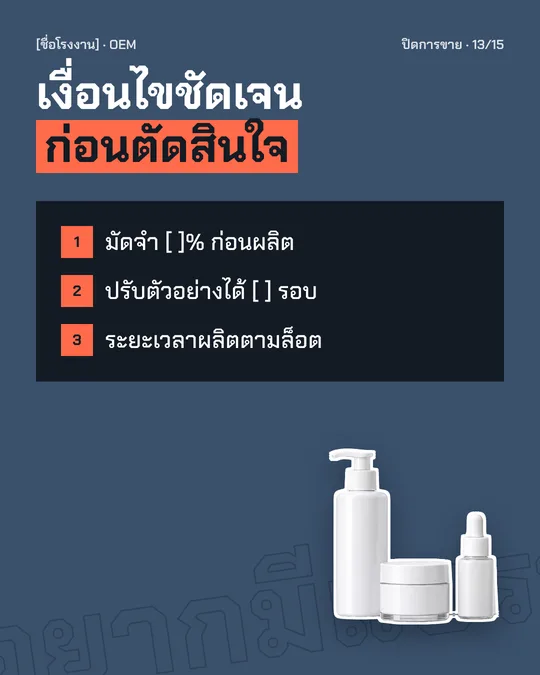 [ชื่อโรงงาน] · OEM
ปิดการขาย · 13/15
เงื่อนไขชัดเจน
ก่อนตัดสินใจ
1 มัดจำ [ ]% ก่อนผลิต
2 ปรับตัวอย่างได้ [ ] รอบ
3 ระยะเวลาผลิตตามล็อต